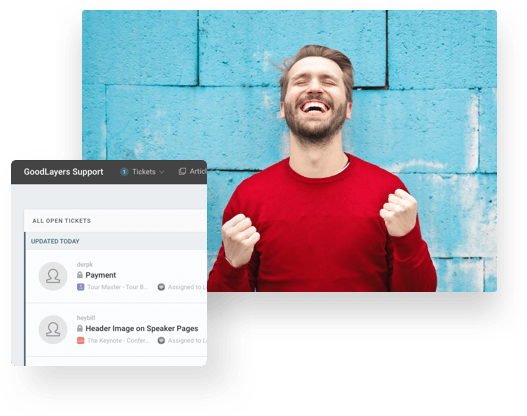 GoodLayers Support
1 Tickets
ALL OPEN TICKETS
UPDATED TODAY
derpk
Payment
Tour Master - Tour B... Assigned to L
heybill
Header Image on Speaker Pages
The Keynote - Confer... Assigned to L